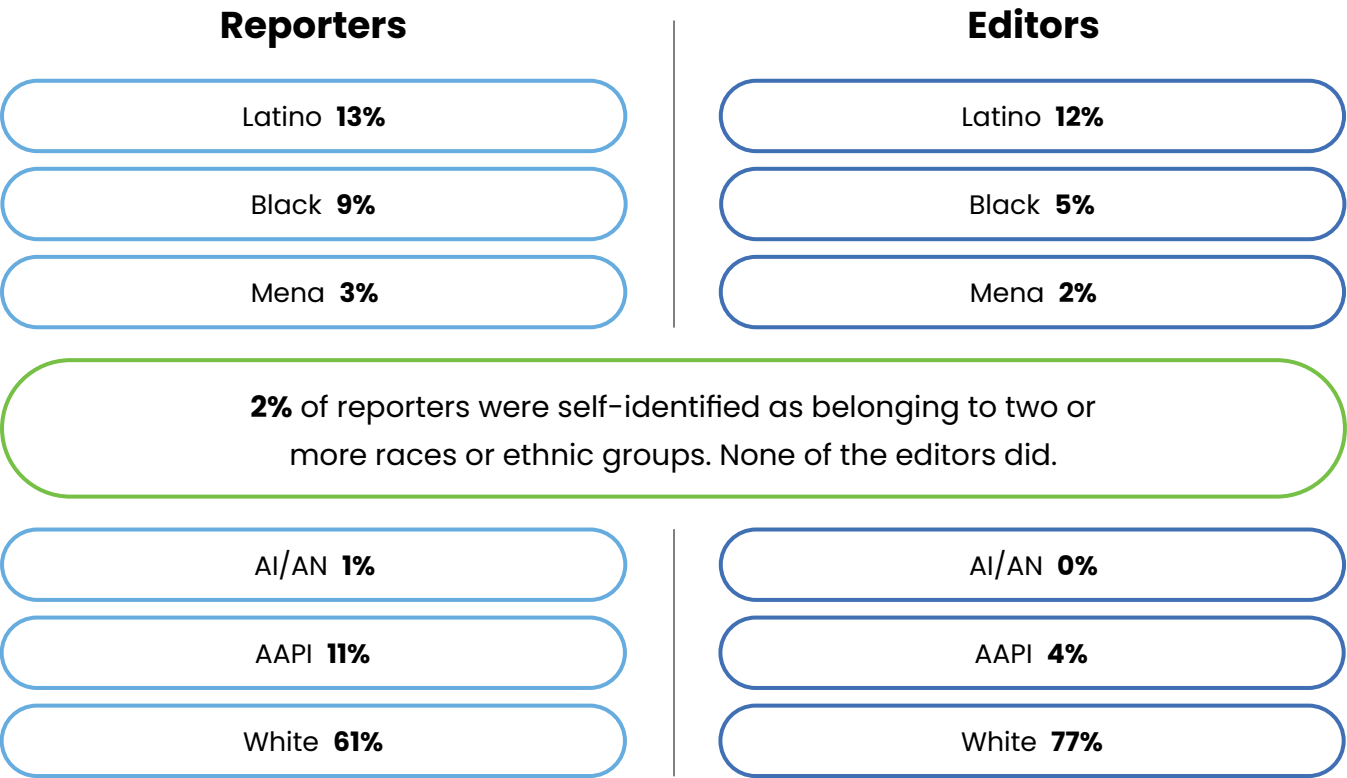 Reporters
Latino 13%
Black 9%
Mena 3%
Editors
Latino 12%
Black 5%
Mena 2%
2% of reporters were self-identified as belonging to two or
more races or ethnic groups. None of the editors did.
AI/AN 1%
AAPI 11%
White 61%
AI/AN 0%
AAPI 4%
White 77%